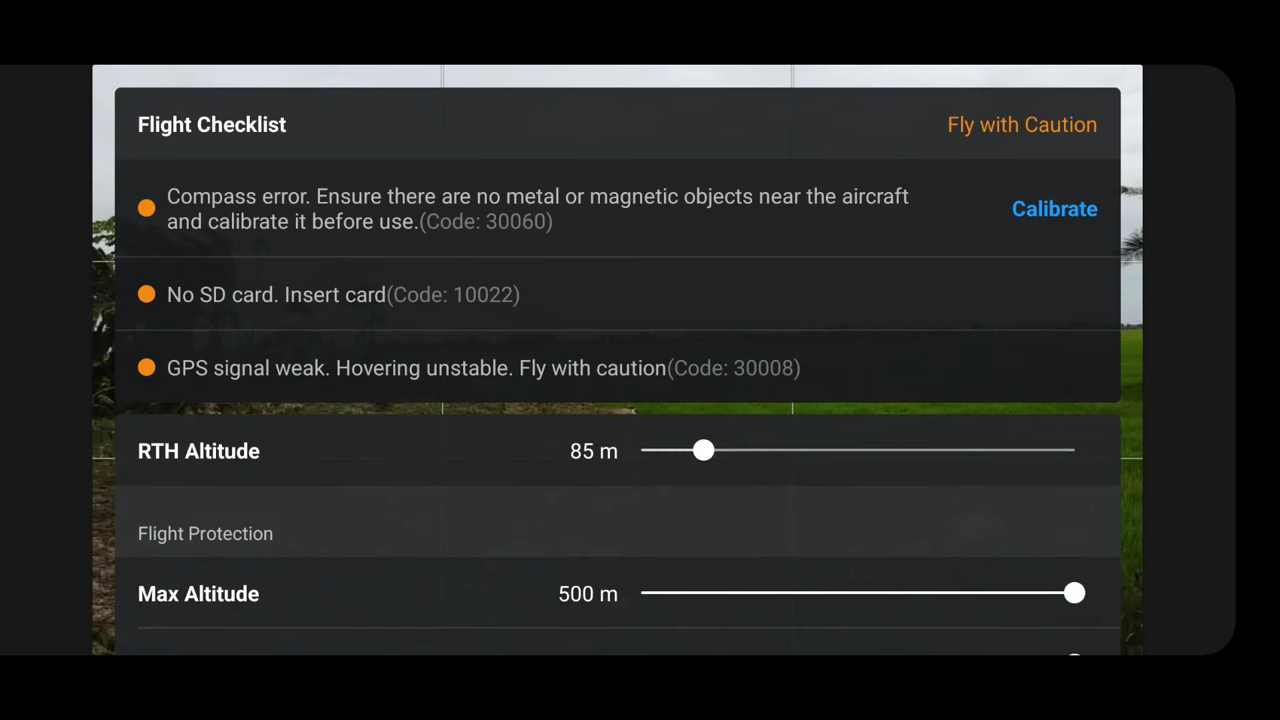 Flight Checklist
Fly with Caution
Compass error. Ensure there are no metal or magnetic objects near the aircraft
and calibrate it before use.(Code: 30060)
Calibrate
No SD card. Insert card(Code: 10022)
GPS signal weak. Hovering unstable. Fly with caution(Code: 30008)
RTH Altitude
85 m
Flight Protection
Max Altitude
500 m